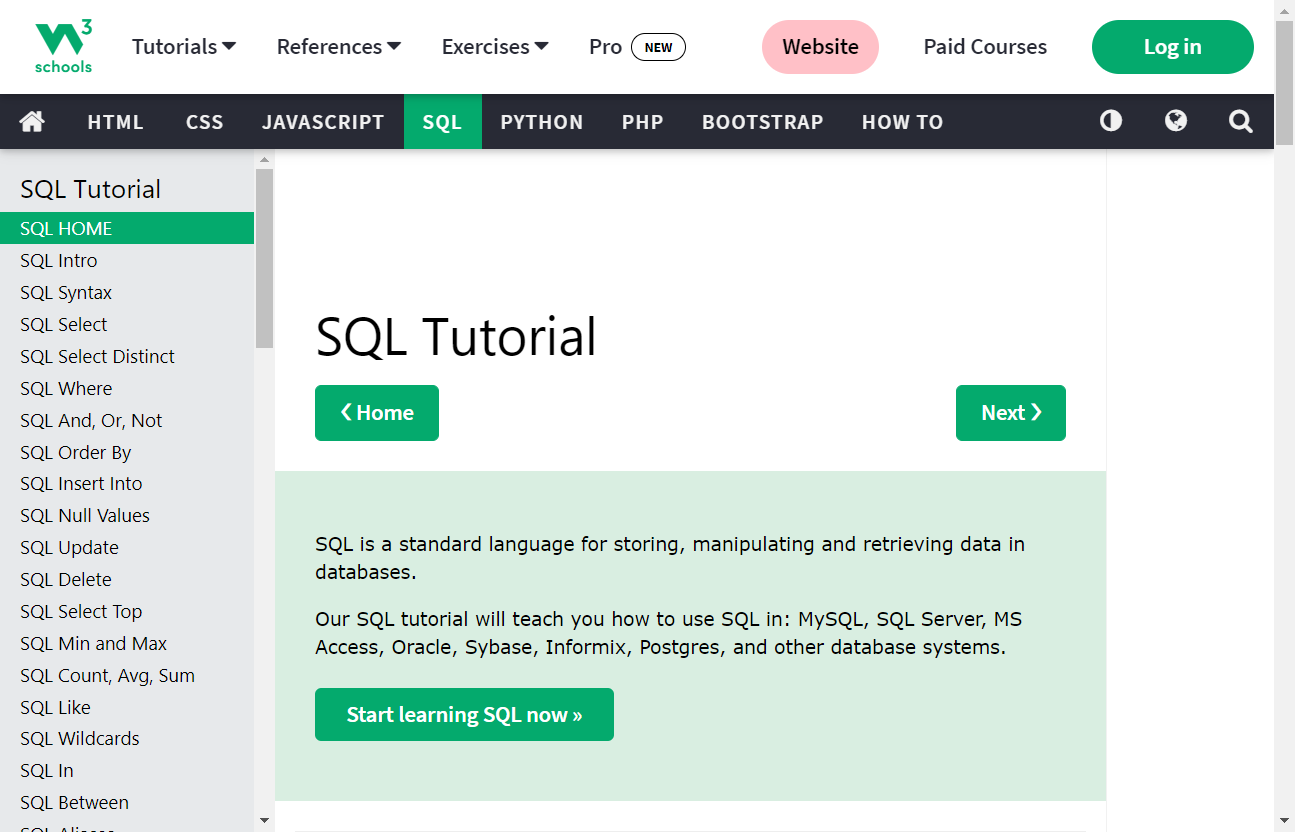 3
schools
Tutorials
References
Exercises
Pro NEW
Website
Paid Courses
Log in
HTML
CSS
JAVASCRIPT
SQL
PYTHON
PHP
BOOTSTRAP
HOW TO
SQL Tutorial
SQL HOME
SQL Intro
SQL Syntax
SQL Select
SQL Select Distinct
SQL Where
SQL And, Or, Not
SQL Order By
SQL Insert Into
SQL Null Values
SQL Update
SQL Delete
SQL Select Top
SQL Min and Max
SQL Count, Avg, Sum
SQL Like
SQL Wildcards
SQL In
SQL Between
SQL Aliases
SQL Tutorial
❮ Home
Next ❯
SQL is a standard language for storing, manipulating and retrieving data in
databases.
Our SQL tutorial will teach you how to use SQL in: MySQL, SQL Server, MS
Access, Oracle, Sybase, Informix, Postgres, and other database systems.
Start learning SQL now »